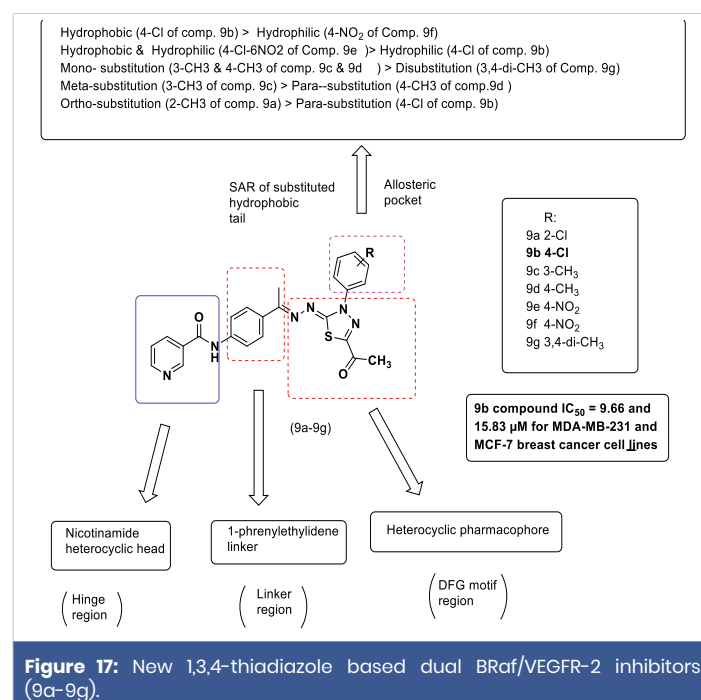 Hydrophobic (4-Cl of comp. 9b) > Hydrophilic (4-NO₂ of Comp. 9f)
Hydrophobic & Hydrophilic (4-Cl-6NO2 of Comp. 9e )> Hydrophilic (4-Cl of comp. 9b)
Mono- substitution (3-CH3 & 4-CH3 of comp. 9c & 9d ) > Disubstitution (3,4-di-CH3 of Comp. 9g)
Meta-substitution (3-CH3 of comp. 9c) > Para--substitution (4-CH3 of comp.9d )
Ortho-substitution (2-CH3 of comp. 9a) > Para-substitution (4-Cl of comp. 9b)
SAR of substituted
hydrophobic
tail
Allosteric
pocket
R:
9a 2-Cl
9b 4-Cl
9c 3-CH₃
9d 4-CH₃
9e 4-NO₂
9f 4-NO₂
9g 3,4-di-CH₃
R
O
N
H
N
N
N
N
N
S
O
CH₃
(9a-9g)
9b compound IC₅₀ = 9.66 and
15.83 µM for MDA-MB-231 and
MCF-7 breast cancer cell lines
Nicotinamide
heterocyclic head
1-phrenylethylidene
linker
Heterocyclic pharmacophore
(Hinge
region)
(Linker
region)
(DFG motif
region)
Figure 17: New 1,3,4-thiadiazole based dual BRaf/VEGFR-2 inhibitors
(9a-9g).